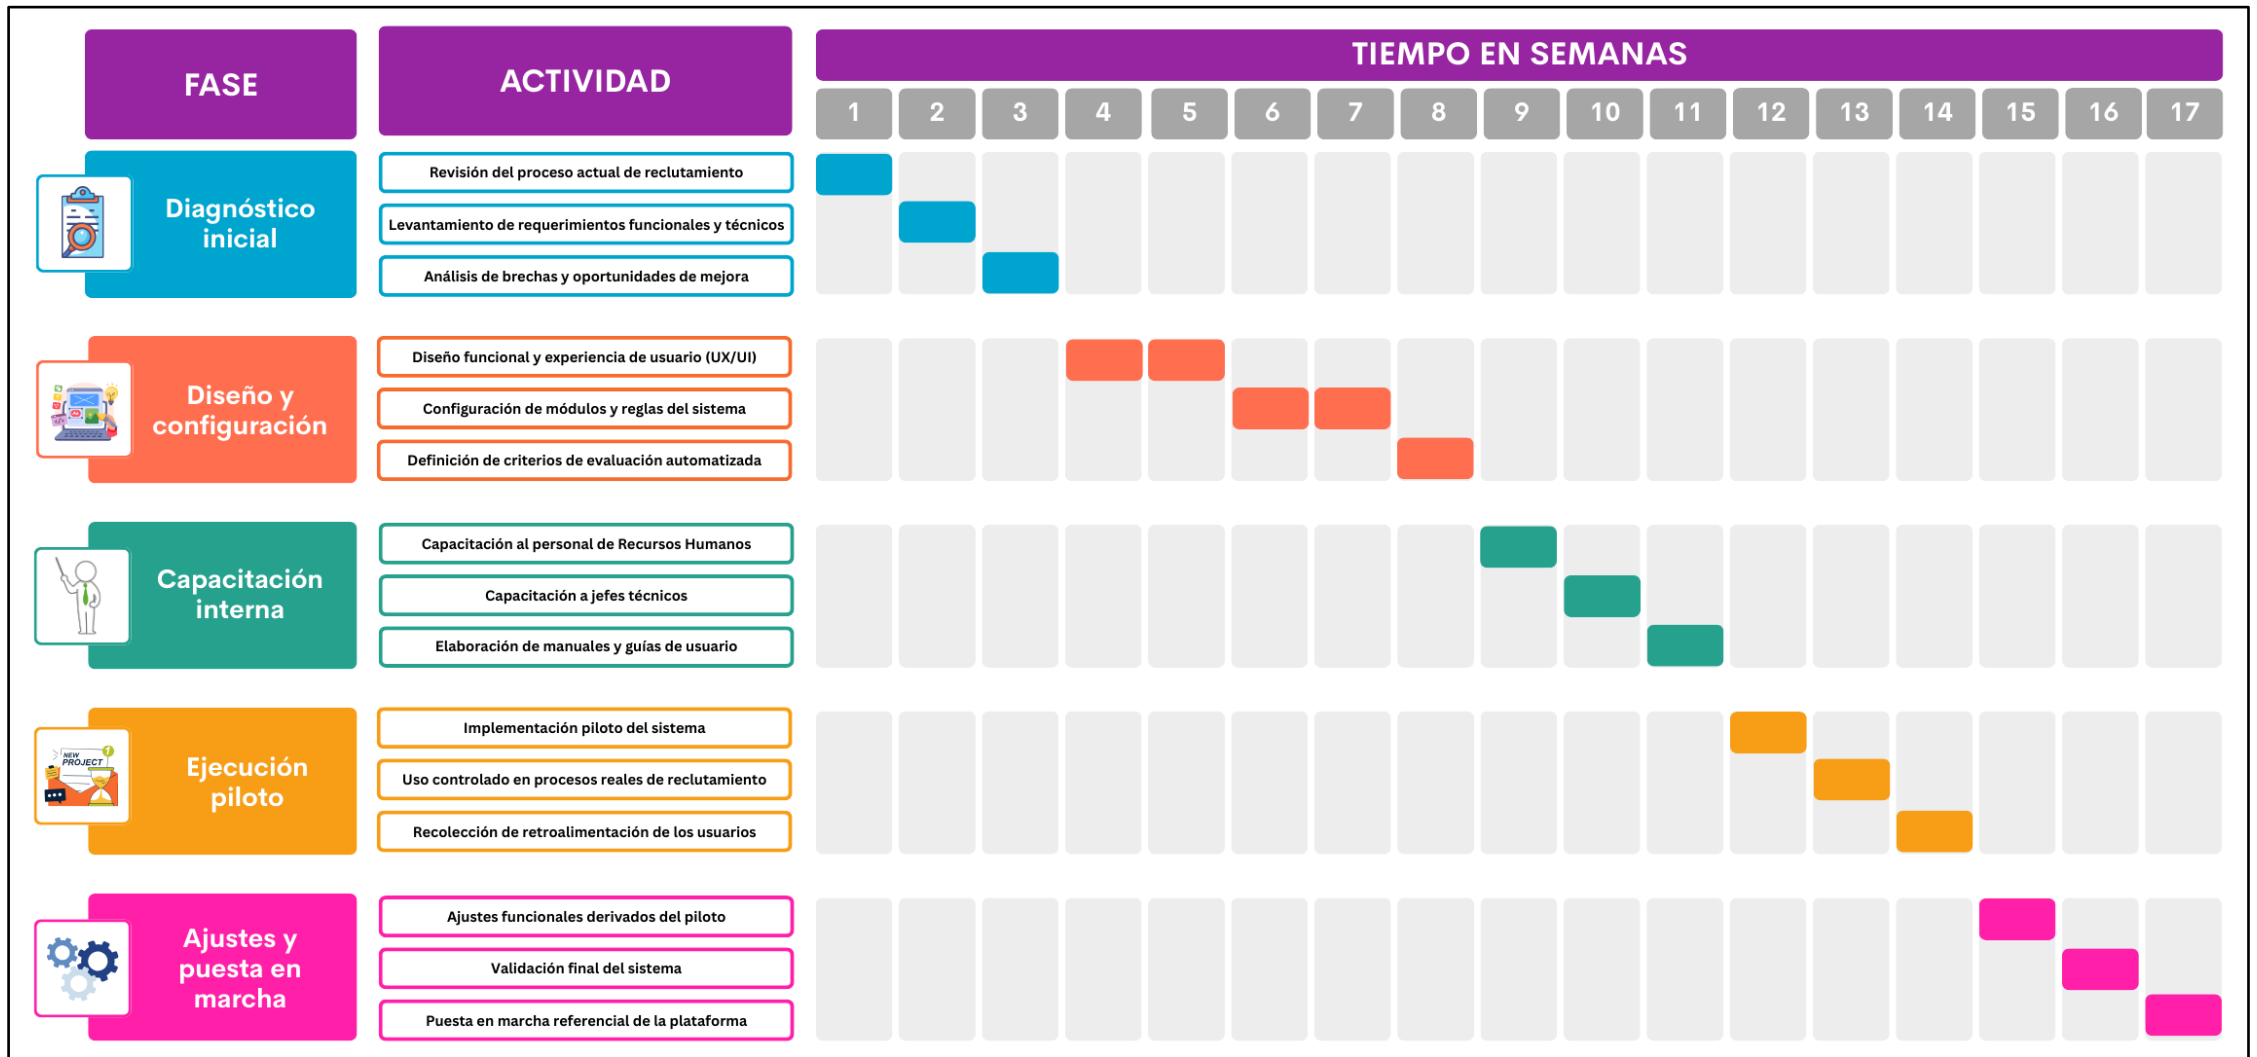 FASE
ACTIVIDAD
TIEMPO EN SEMANAS
1 2 3 4 5 6 7 8 9 10 11 12 13 14 15 16 17
Diagnóstico
inicial
Revisión del proceso actual de reclutamiento
Levantamiento de requerimientos funcionales y técnicos
Análisis de brechas y oportunidades de mejora
Diseño y
configuración
Diseño funcional y experiencia de usuario (UX/UI)
Configuración de módulos y reglas del sistema
Definición de criterios de evaluación automatizada
Capacitación
interna
Capacitación al personal de Recursos Humanos
Capacitación a jefes técnicos
Elaboración de manuales y guías de usuario
NEW
PROJECT
1
Ejecución
piloto
Implementación piloto del sistema
Uso controlado en procesos reales de reclutamiento
Recolección de retroalimentación de los usuarios
Ajustes y
puesta en
marcha
Ajustes funcionales derivados del piloto
Validación final del sistema
Puesta en marcha referencial de la plataforma